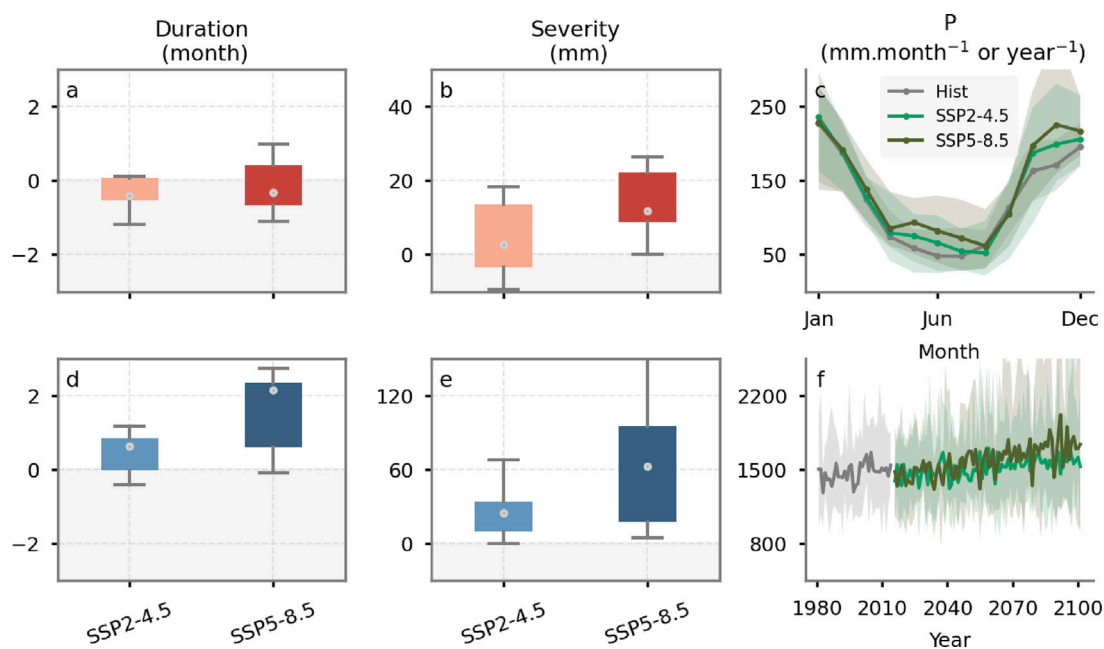 Duration
(month)
Severity
(mm)
P
(mm.month⁻¹ or year⁻¹)
a
2
0
−2
b
40
20
0
c
250
150
50
Hist
SSP2-4.5
SSP5-8.5
Jan
Jun
Dec
Month
d
2
0
−2
SSP2-4.5
SSP5-8.5
e
120
60
0
SSP2-4.5
SSP5-8.5
f
2200
1500
800
1980
2010
2040
2070
2100
Year